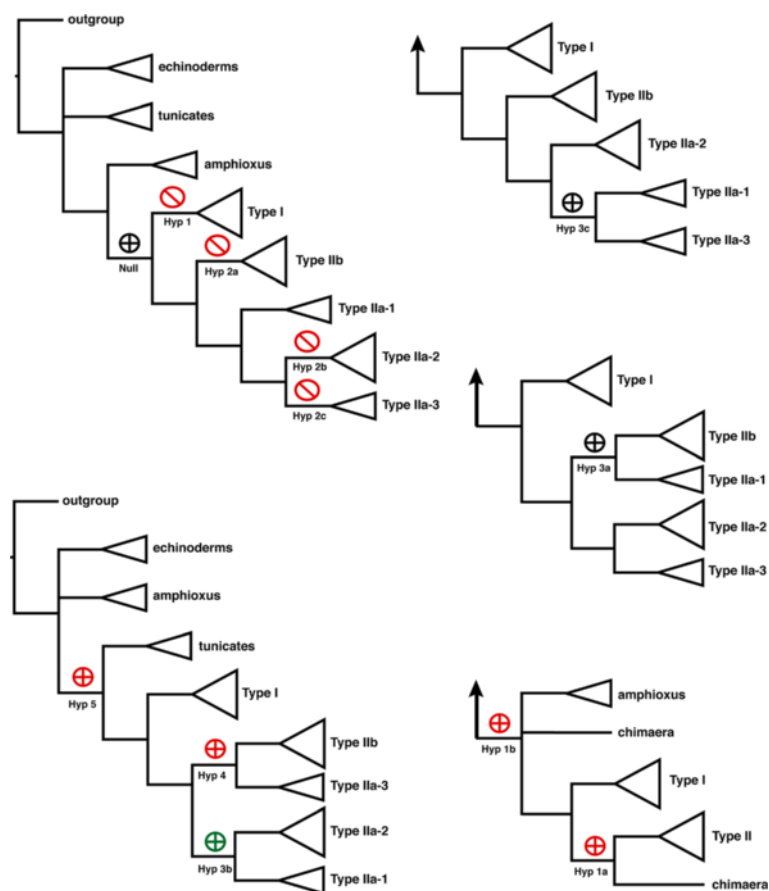 outgroup
echinoderms
tunicates
amphioxus
Hyp 1
Type I
Null
Hyp 2a
Type IIb
Type IIa-1
Hyp 2b
Type IIa-2
Hyp 2c
Type IIa-3
Type I
Type IIb
Type IIa-2
Type IIa-1
Hyp 3c
Type IIa-3
Type I
Type IIb
Hyp 3a
Type IIa-1
Type IIa-2
Type IIa-3
outgroup
echinoderms
amphioxus
tunicates
Hyp 5
Type I
Type IIb
Hyp 4
Type IIa-3
Type IIa-2
Hyp 3b
Type IIa-1
amphioxus
chimaera
Hyp 1b
Type I
Type II
Hyp 1a
chimaera